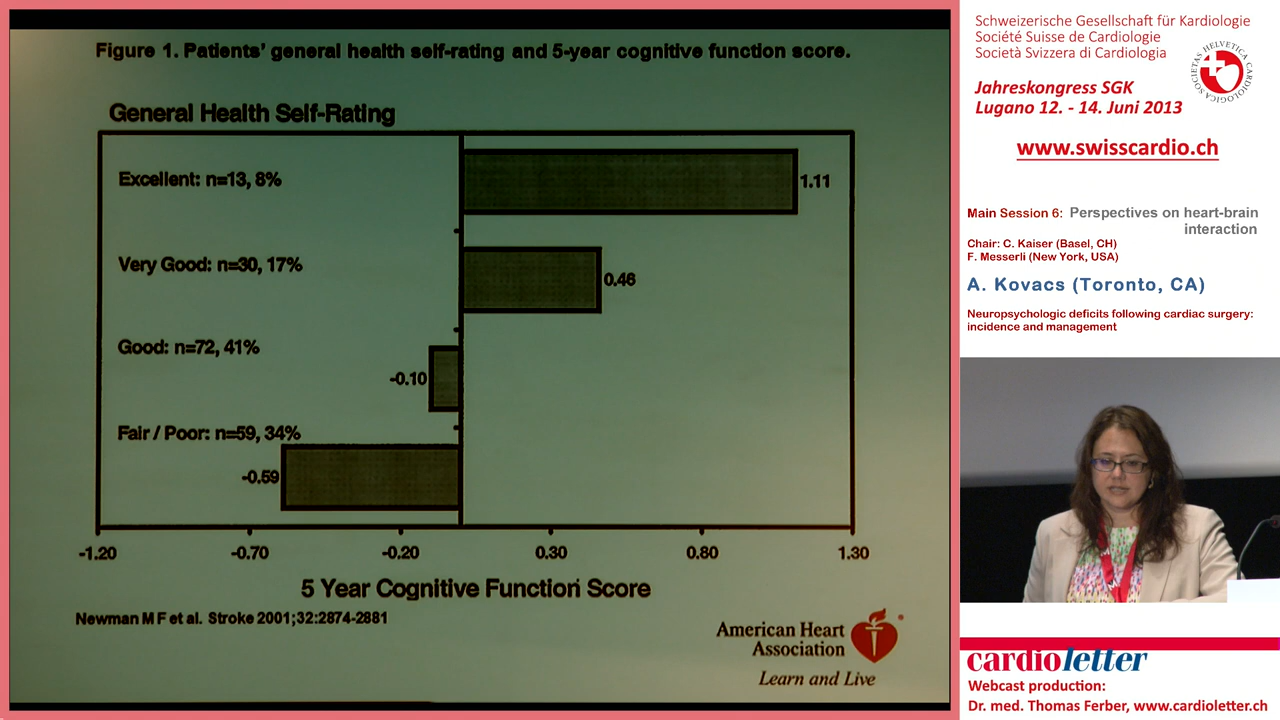 Figure 1. Patients' general health self-rating and 5-year cognitive function score.
General Health Self-Rating
Excellent: n=13, 8%
1.11
Very Good: n=30, 17%
0.46
Good: n=72, 41%
-0.10
Fair / Poor: n=59, 34%
-0.59
-1.20
-0.70
-0.20
0.30
0.80
1.30
5 Year Cognitive Function Score
Newman M F et al. Stroke 2001;32:2874-2881
American Heart
Association
Learn and Live
Schweizerische Gesellschaft für Kardiologie
Société Suisse de Cardiologie
Società Svizzera di Cardiologia
SOCIETAS HELVETICA CARDIOLOGICA
Jahreskongress SGK
Lugano 12. - 14. Juni 2013
www.swisscardio.ch
Main Session 6: Perspectives on heart-brain
interaction
Chair: C. Kaiser (Basel, CH)
F. Messerli (New York, USA)
A. Kovacs (Toronto, CA)
Neuropsychologic deficits following cardiac surgery:
incidence and management
cardioletter
Webcast production:
Dr. med. Thomas Ferber, www.cardioletter.ch